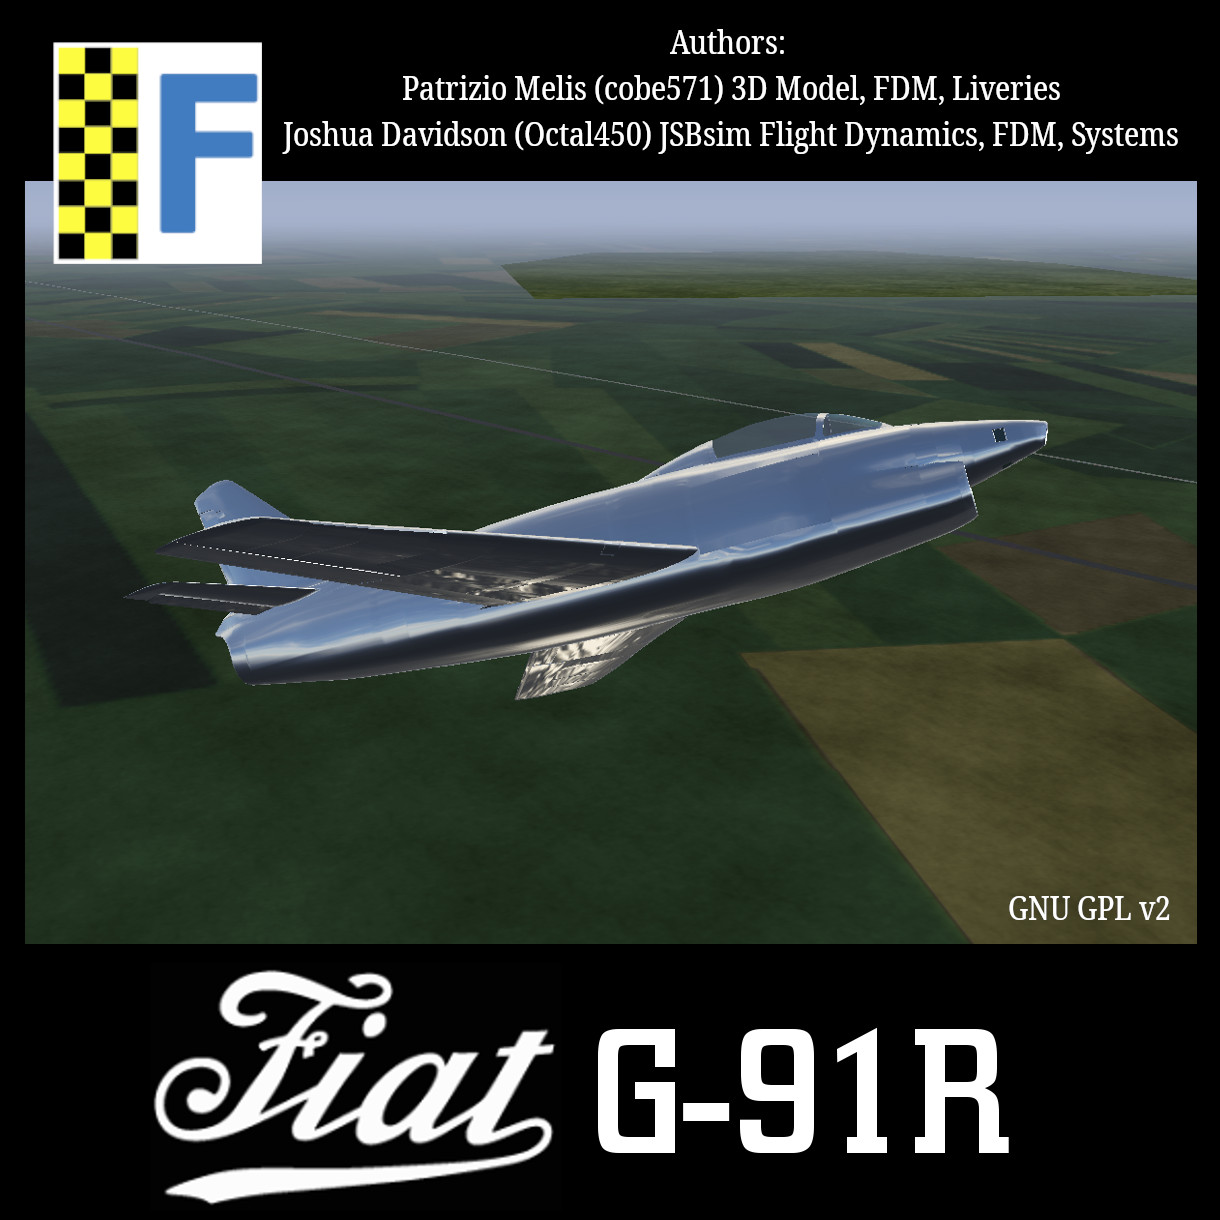 Authors:
Patrizio Melis (cobe571) 3D Model, FDM, Liveries
Joshua Davidson (Octal450) JSBsim Flight Dynamics, FDM, Systems
F
GNU GPL v2
Fiat G-91R